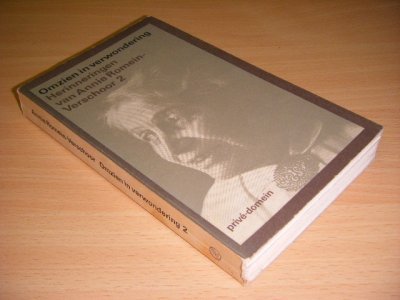 Omzien in verwondering
Herinneringen
van Annie Romein-
Verschoor 2
privé-domein
Annie Romein-Verschoor Omzien in verwondering 2